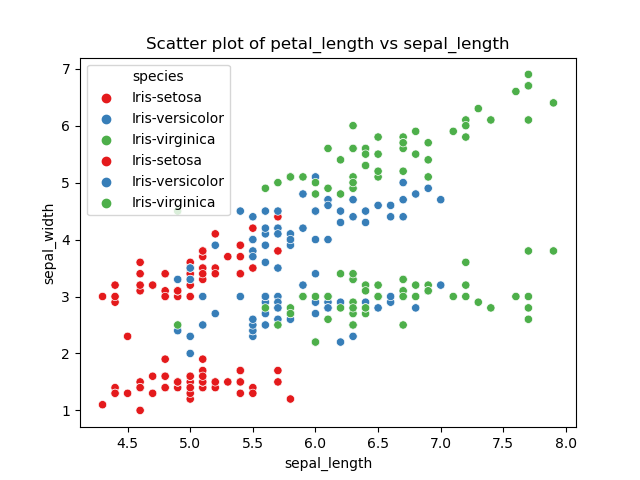 Scatter plot of petal_length vs sepal_length
7
6
5
4
3
2
1
sepal_width
species
Iris-setosa
Iris-versicolor
Iris-virginica
Iris-setosa
Iris-versicolor
Iris-virginica
4.5 5.0 5.5 6.0 6.5 7.0 7.5 8.0
sepal_length